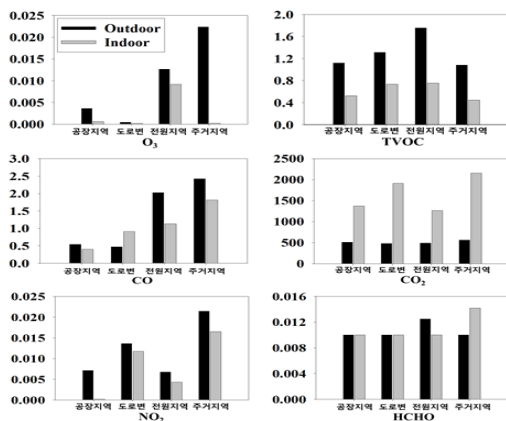 0.025
0.020
0.015
0.010
0.005
0.000
Outdoor
Indoor
공장지역 도로변 전원지역 주거지역
O₃
2.0
1.6
1.2
0.8
0.4
0.0
공장지역 도로변 전원지역 주거지역
TVOC
3.0
2.5
2.0
1.5
1.0
0.5
0.0
공장지역 도로변 전원지역 주거지역
CO
2500
2000
1500
1000
500
0
공장지역 도로변 전원지역 주거지역
CO₂
0.025
0.020
0.015
0.010
0.005
0.000
공장지역 도로변 전원지역 주거지역
NO₂
0.016
0.012
0.008
0.004
0.000
공장지역 도로변 전원지역 주거지역
HCHO